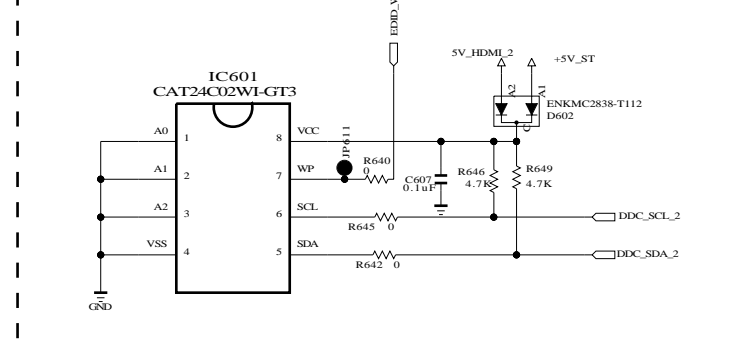 EDID_W
5V_HDMI_2
+5V_ST
IC601
CAT24C02WI-GT3
A2
A1
ENKMC2838-T112
D602
C
A0
1
8
VCC
JP611
R640
0
A1
2
7
WP
C607
0.1uF
R646
4.7K
R649
4.7K
A2
3
6
SCL
R645
0
DDC_SCL_2
VSS
4
5
SDA
R642
0
DDC_SDA_2
GND